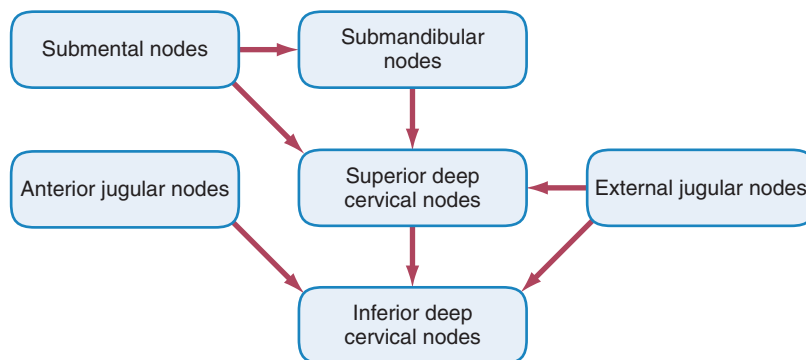 Submental nodes
Submandibular
nodes
Anterior jugular nodes
Superior deep
cervical nodes
External jugular nodes
Inferior deep
cervical nodes